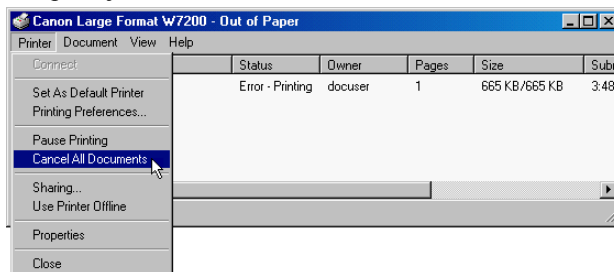 Canon Large Format W7200 - Out of Paper
Printer Document View Help
Connect Status Owner Pages Size
Error - Printing docuser 1 665 KB/665 KB 3:48
Set As Default Printer
Printing Preferences...
Pause Printing
Cancel All Documents
Sharing...
Use Printer Offline
Properties
Close